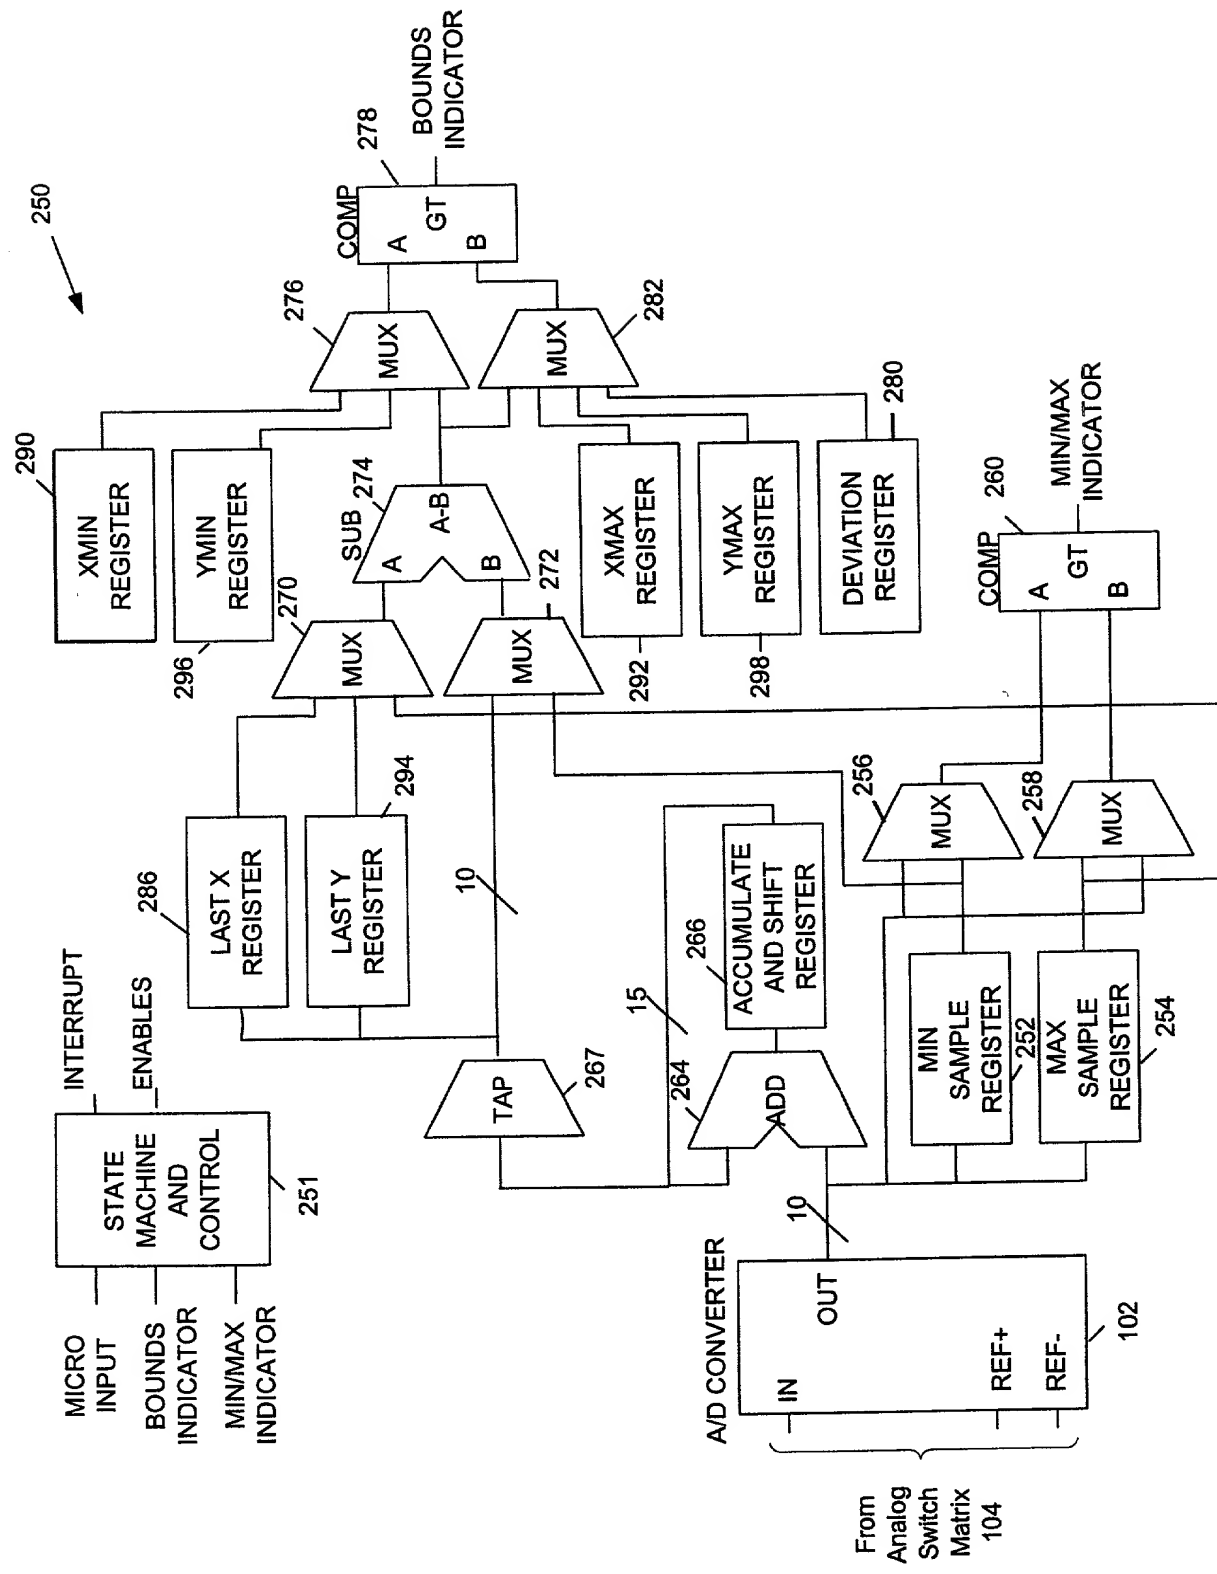 250
MICRO
INPUT
BOUNDS
INDICATOR
MIN/MAX
INDICATOR
STATE
MACHINE
AND
CONTROL
251
INTERRUPT
ENABLES
286
LAST X
REGISTER
LAST Y
REGISTER
294
290
XMIN
REGISTER
YMIN
REGISTER
296
270
MUX
MUX
272
SUB
274
A
A-B
B
276
MUX
MUX
282
COMP
278
A
GT
B
BOUNDS
INDICATOR
TAP
267
10
XMAX
REGISTER
292
YMAX
REGISTER
298
DEVIATION
REGISTER
280
15
264
ADD
266
ACCUMULATE
AND SHIFT
REGISTER
A/D CONVERTER
IN
OUT
REF+
REF-
102
10
From
Analog
Switch
Matrix
104
MIN
SAMPLE
REGISTER
252
MAX
SAMPLE
REGISTER
254
256
MUX
258
MUX
COMP
260
A
GT
B
MIN/MAX
INDICATOR